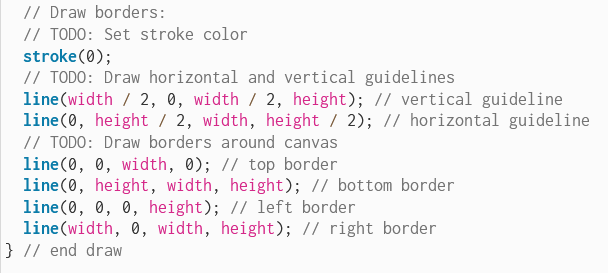 // Draw borders:
// TODO: Set stroke color
stroke(0);
// TODO: Draw horizontal and vertical guidelines
line(width / 2, 0, width / 2, height); // vertical guideline
line(0, height / 2, width, height / 2); // horizontal guideline
// TODO: Draw borders around canvas
line(0, 0, width, 0); // top border
line(0, height, width, height); // bottom border
line(0, 0, 0, height); // left border
line(width, 0, width, height); // right border
} // end draw